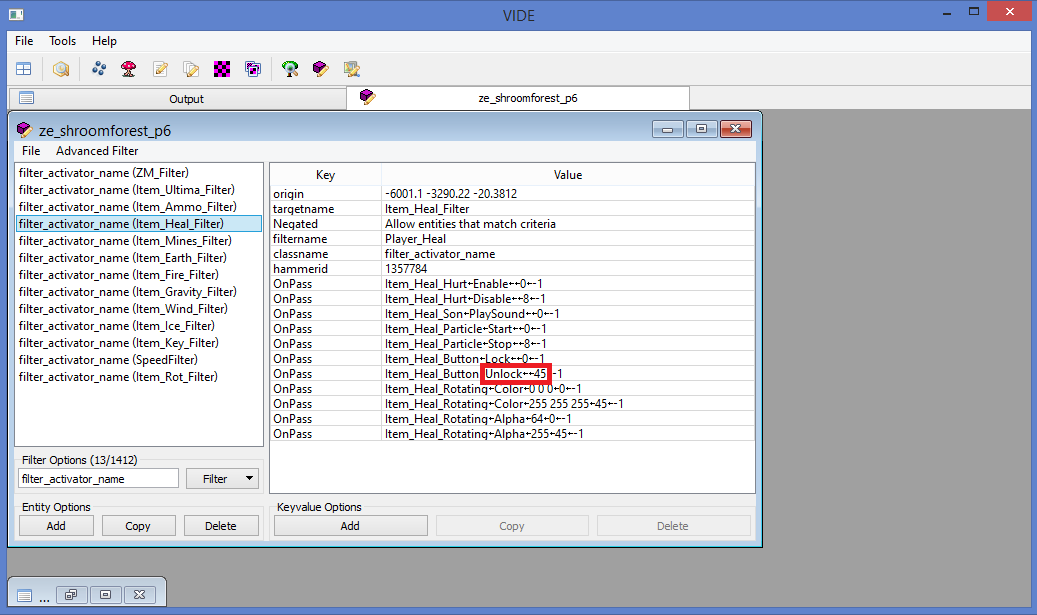 VIDE
File Tools Help
Output
ze_shroomforest_p6
ze_shroomforest_p6
File Advanced Filter
filter_activator_name (ZM_Filter)
filter_activator_name (Item_Ultima_Filter)
filter_activator_name (Item_Ammo_Filter)
filter_activator_name (Item_Heal_Filter)
filter_activator_name (Item_Mines_Filter)
filter_activator_name (Item_Earth_Filter)
filter_activator_name (Item_Fire_Filter)
filter_activator_name (Item_Gravity_Filter)
filter_activator_name (Item_Wind_Filter)
filter_activator_name (Item_Ice_Filter)
filter_activator_name (Item_Key_Filter)
filter_activator_name (SpeedFilter)
filter_activator_name (Item_Rot_Filter)
Filter Options (13/1412)
filter_activator_name Filter
Entity Options
Add Copy Delete
Key Value
origin -6001.1 -3290.22 -20.3812
targetname Item_Heal_Filter
Negated Allow entities that match criteria
filtername Player_Heal
classname filter_activator_name
hammerid 1357784
OnPass Item_Heal_Hurt←Enable←←0←-1
OnPass Item_Heal_Hurt←Disable←←8←-1
OnPass Item_Heal_Son←PlaySound←←0←-1
OnPass Item_Heal_Particle←Start←←0←-1
OnPass Item_Heal_Particle←Stop←←8←-1
OnPass Item_Heal_Button←Lock←←0←-1
OnPass Item_Heal_Button Unlock←←45 -1
OnPass Item_Heal_Rotating←Color←0 0 0←0←-1
OnPass Item_Heal_Rotating←Color←255 255 255←45←-1
OnPass Item_Heal_Rotating←Alpha←64←0←-1
OnPass Item_Heal_Rotating←Alpha←255←45←-1
Keyvalue Options
Add Copy Delete
...